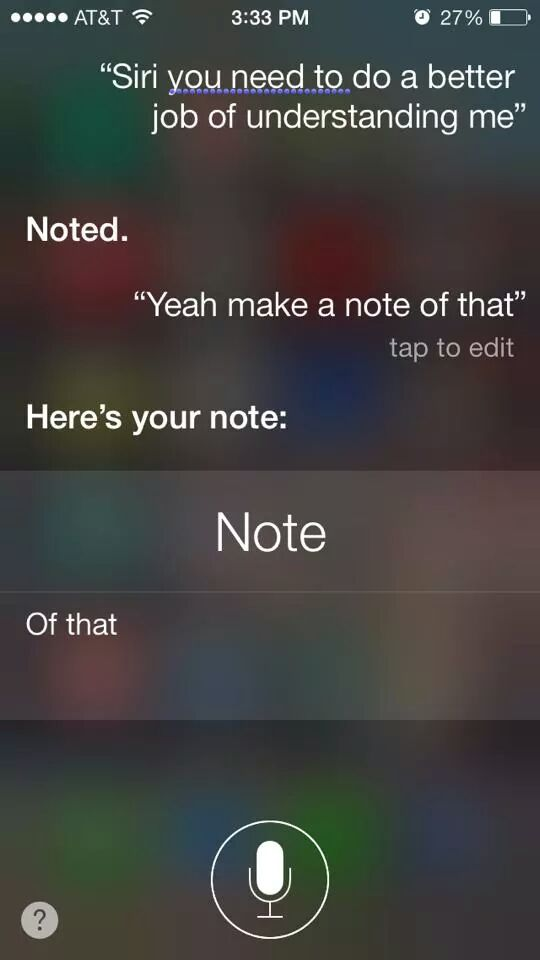 AT&T 3:33 PM 27%
“Siri you need to do a better
job of understanding me”
Noted.
“Yeah make a note of that”
tap to edit
Here’s your note:
Note
Of that
?